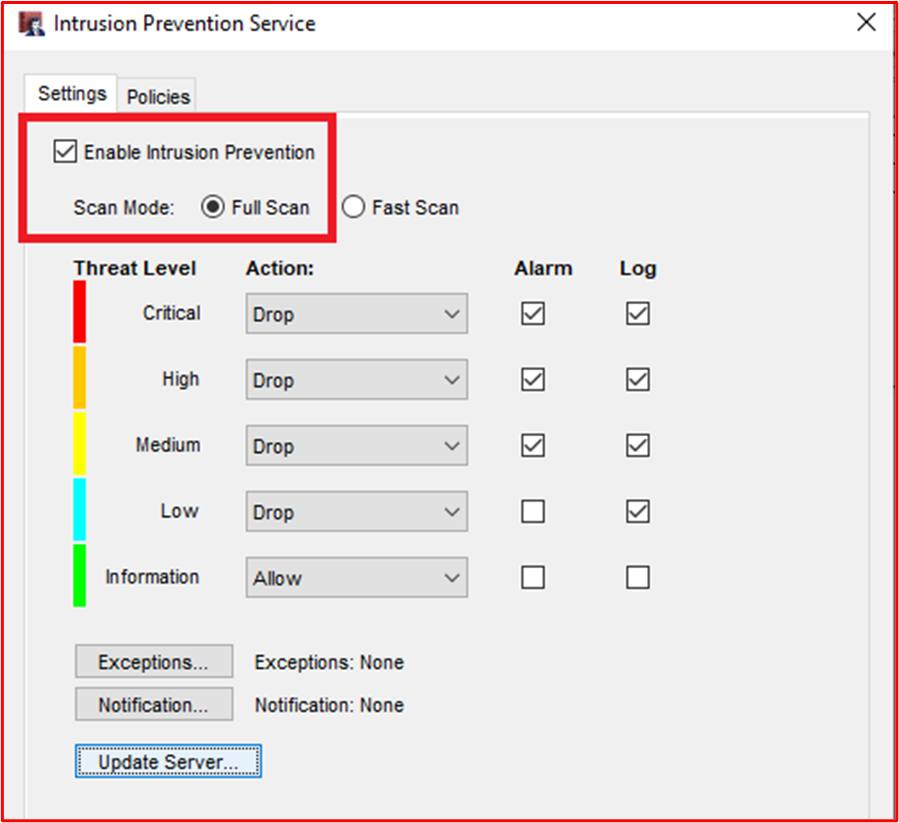 Intrusion Prevention Service
Settings Policies
Enable Intrusion Prevention
Scan Mode: Full Scan Fast Scan
Threat Level Action: Alarm Log
Critical Drop
High Drop
Medium Drop
Low Drop
Information Allow
Exceptions... Exceptions: None
Notification... Notification: None
Update Server...